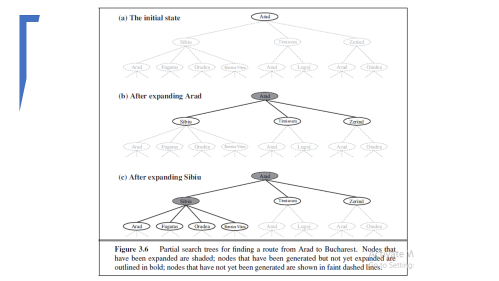 (a) The initial state
Arad
Sibiu Timisoara Zerind
Arad Fagaras Oradea Rimnicu Vilcea Arad Lugoj Arad Oradea
(b) After expanding Arad
Arad
Sibiu Timisoara Zerind
Arad Fagaras Oradea Rimnicu Vilcea Arad Lugoj Arad Oradea
(c) After expanding Sibiu
Arad
Sibiu Timisoara Zerind
Arad Fagaras Oradea Rimnicu Vilcea Arad Lugoj Arad Oradea
Figure 3.6 Partial search trees for finding a route from Arad to Bucharest. Nodes that
have been expanded are shaded; nodes that have been generated but not yet expanded are
outlined in bold; nodes that have not yet been generated are shown in faint dashed lines.